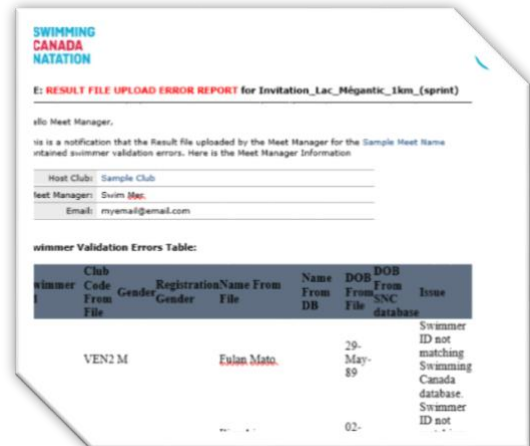 SWIMMING
CANADA
NATATION
E: RESULT FILE UPLOAD ERROR REPORT for Invitation_Lac_Mégantic_1km_(sprint)
ello Meet Manager,
his is a notification that the Result file uploaded by the Meet Manager for the Sample Meet Name
ontained swimmer validation errors. Here is the Meet Manager Information
Host Club: Sample Club
Meet Manager: Swim Mer.
Email: myemail@email.com
wimmer Validation Errors Table:
wimmer Club Code From File Gender Registration Gender Name From File Name From DB DOB From File DOB From SNC database Issue
VEN2 M Fulan Mato. 29-May-89 Swimmer ID not matching Swimming Canada database.
02- Swimmer ID not